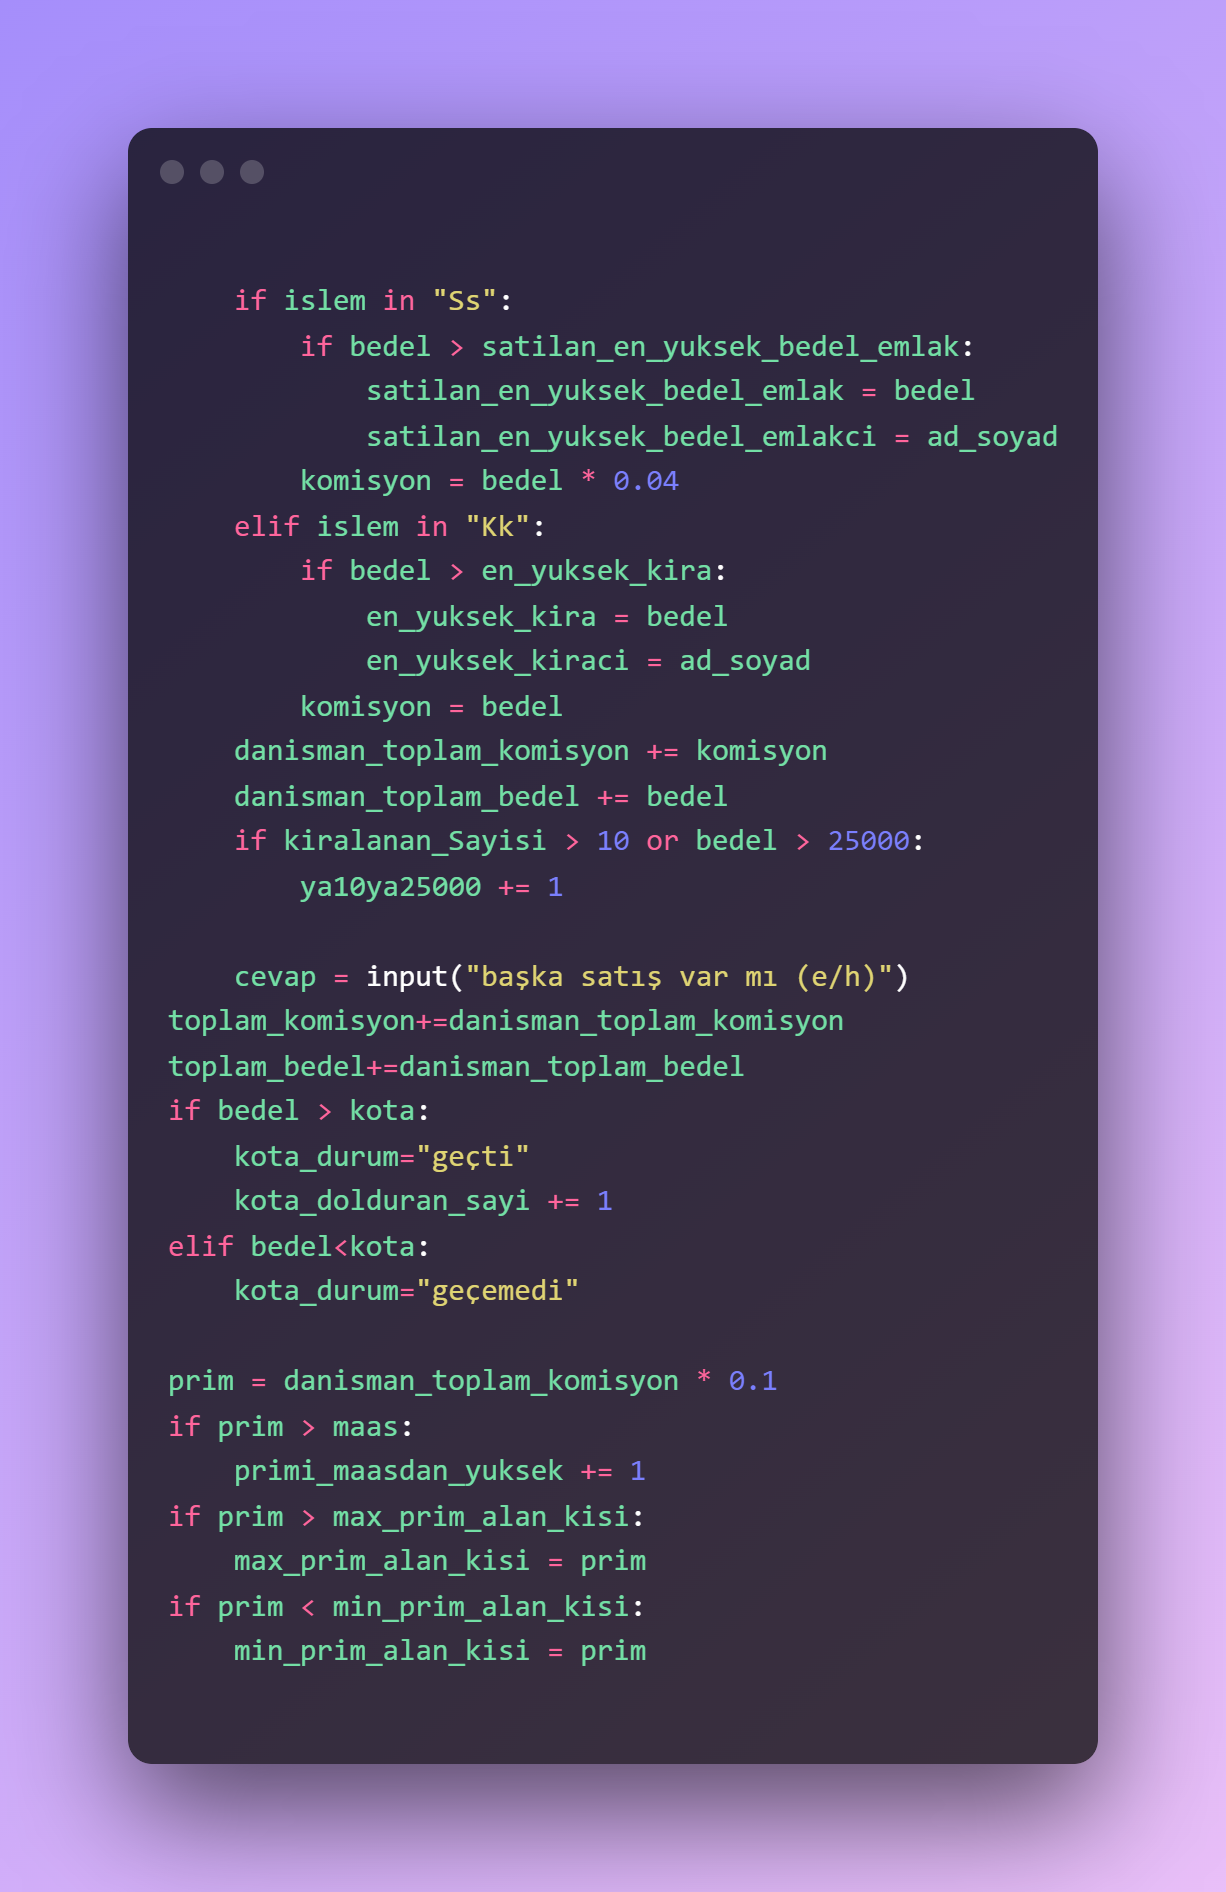 if islem in "Ss":
        if bedel > satilan_en_yuksek_bedel_emlak:
            satilan_en_yuksek_bedel_emlak = bedel
            satilan_en_yuksek_bedel_emlakci = ad_soyad
        komisyon = bedel * 0.04
    elif islem in "Kk":
        if bedel > en_yuksek_kira:
            en_yuksek_kira = bedel
            en_yuksek_kiraci = ad_soyad
        komisyon = bedel
    danisman_toplam_komisyon += komisyon
    danisman_toplam_bedel += bedel
    if kiralanan_Sayisi > 10 or bedel > 25000:
        ya10ya25000 += 1

    cevap = input("başka satış var mı (e/h)")
toplam_komisyon+=danisman_toplam_komisyon
toplam_bedel+=danisman_toplam_bedel
if bedel > kota:
    kota_durum="geçti"
    kota_dolduran_sayi += 1
elif bedel<kota:
    kota_durum="geçemedi"

prim = danisman_toplam_komisyon * 0.1
if prim > maas:
    primi_maasdan_yuksek += 1
if prim > max_prim_alan_kisi:
    max_prim_alan_kisi = prim
if prim < min_prim_alan_kisi:
    min_prim_alan_kisi = prim